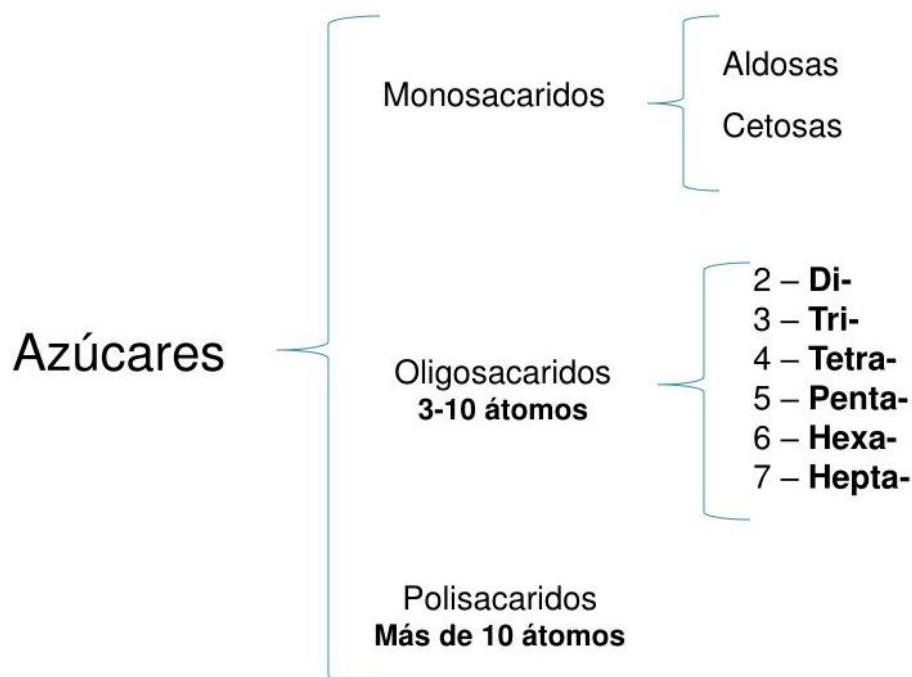 Azúcares
Monosacaridos
Aldosas
Cetosas
Oligosacaridos
3-10 átomos
2 – Di-
3 – Tri-
4 – Tetra-
5 – Penta-
6 – Hexa-
7 – Hepta-
Polisacaridos
Más de 10 átomos